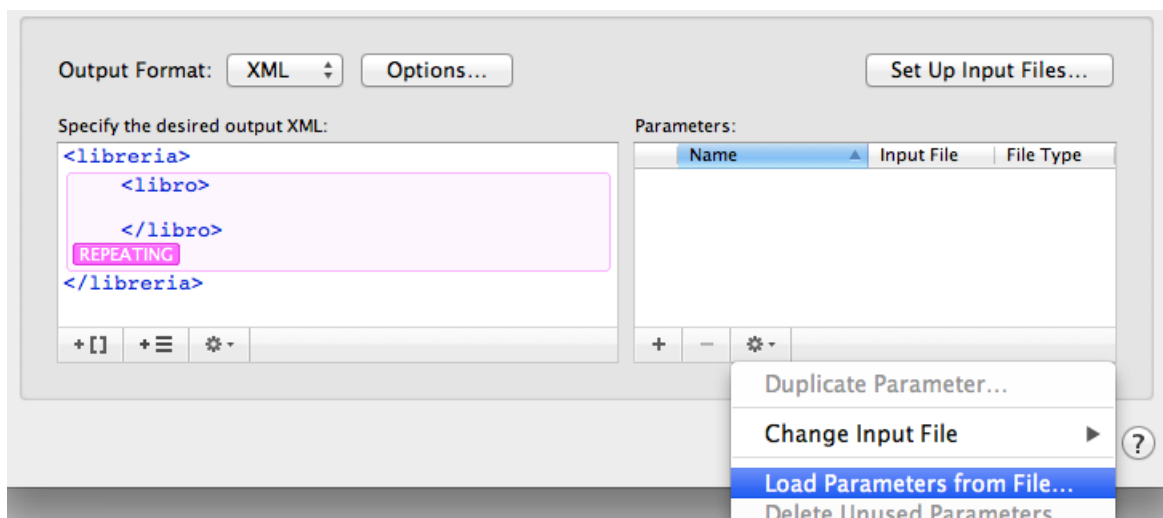 Output Format: XML Options... Set Up Input Files...
Specify the desired output XML:
<libreria>
<libro>
</libro>
REPEATING
</libreria>
Parameters:
Name Input File File Type
Duplicate Parameter...
Change Input File
?
Load Parameters from File...
Delete Unused Parameters